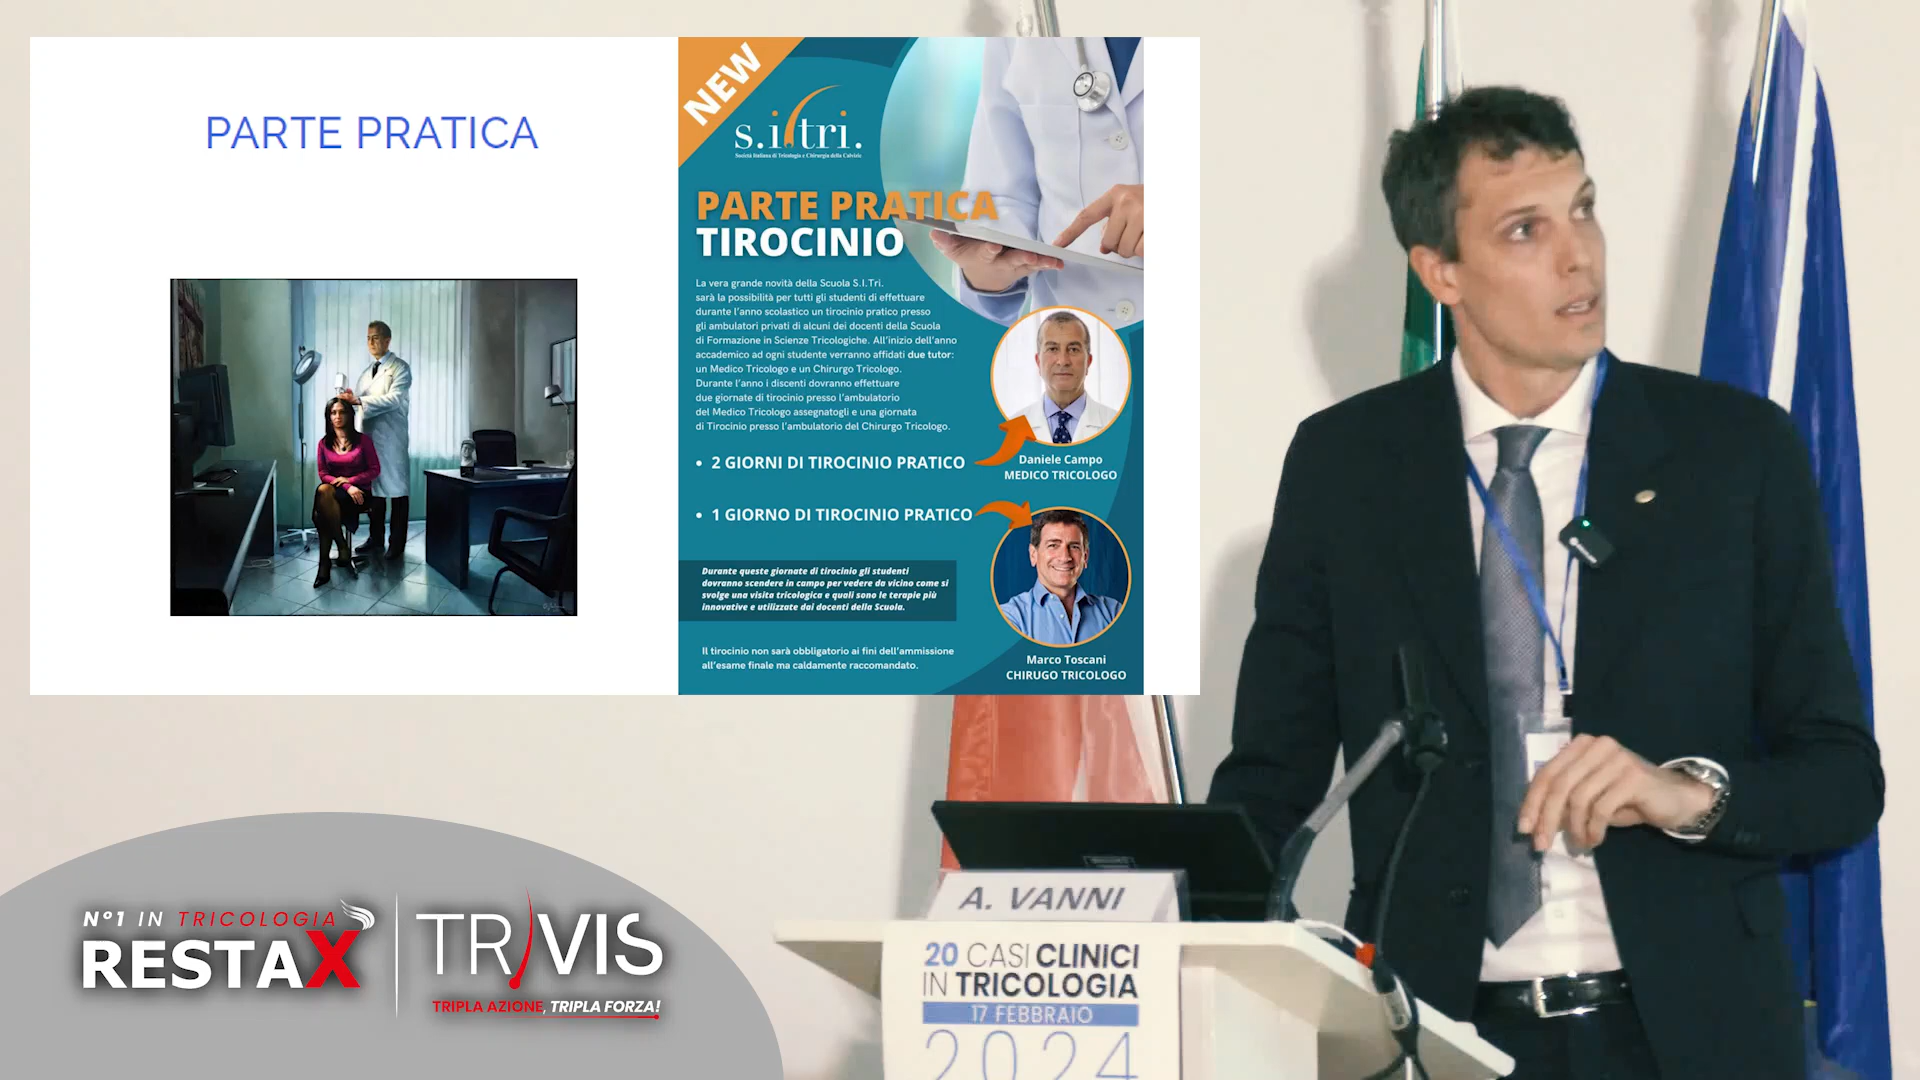 PARTE PRATICA
NEW
s.i.tri.
Società Italiana di Tricologia e Chirurgia della Calvizie
PARTE PRATICA
TIROCINIO
La vera grande novità della Scuola S.I.Tri.
sarà la possibilità per tutti gli studenti di effettuare
durante l'anno scolastico un tirocinio pratico presso
gli ambulatori privati di alcuni dei docenti della Scuola
di Formazione in Scienze Tricologiche. All'inizio dell'anno
accademico ad ogni studente verranno affidati due tutor:
un Medico Tricologo e un Chirurgo Tricologo.
Durante l'anno i discenti dovranno effettuare
due giornate di tirocinio presso l'ambulatorio
del Medico Tricologo assegnatogli e una giornata
di Tirocinio presso l'ambulatorio del Chirurgo Tricologo.
• 2 GIORNI DI TIROCINIO PRATICO
Daniele Campo
MEDICO TRICOLOGO
• 1 GIORNO DI TIROCINIO PRATICO
Durante queste giornate di tirocinio gli studenti
dovranno scendere in campo per vedere da vicino come si
svolge una visita tricologica e quali sono le terapie più
innovative e utilizzate dai docenti della Scuola.
Il tirocinio non sarà obbligatorio ai fini dell'ammissione
all'esame finale ma caldamente raccomandato.
Marco Toscani
CHIRUGO TRICOLOGO
N°1 IN TRICOLOGIA
RESTAX
TRIVIS
TRIPLA AZIONE, TRIPLA FORZA!
A. VANNI
20 CASI CLINICI
IN TRICOLOGIA
17 FEBBRAIO
2024